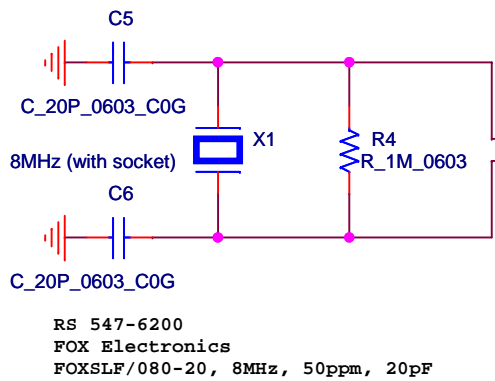 C5
C_20P_0603_C0G
X1
R4
8MHz (with socket)
R_1M_0603
C6
C_20P_0603_C0G
RS 547-6200
FOX Electronics
FOXSLF/080-20, 8MHz, 50ppm, 20pF